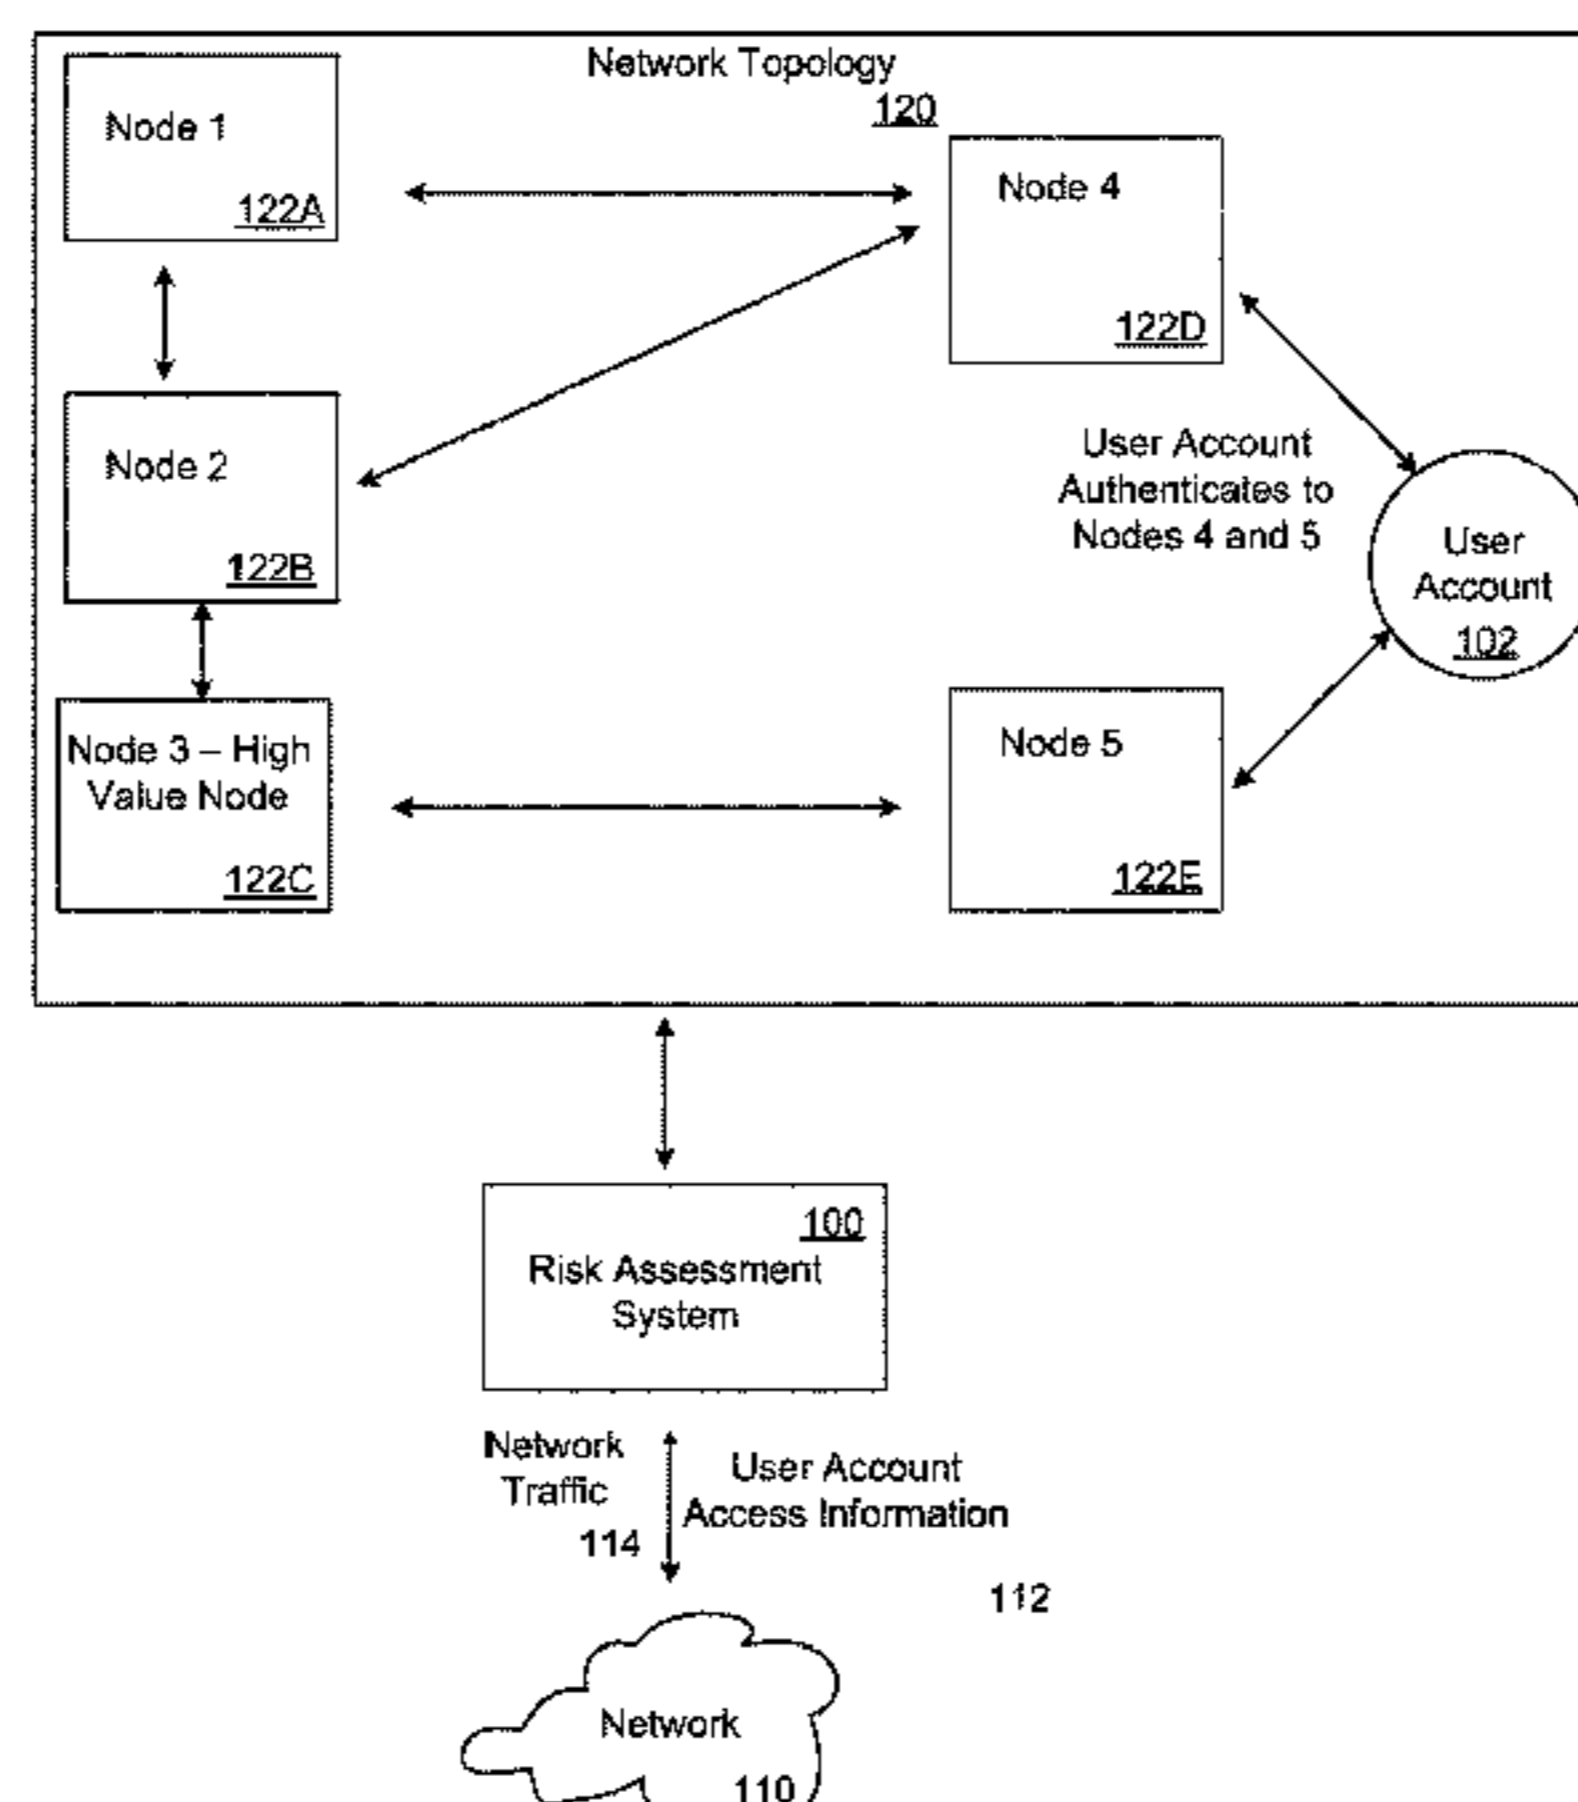 Network Topology
120
Node 1
122A
Node 4
122D
Node 2
122B
User Account
Authenticates to
Nodes 4 and 5
User
Account
102
Node 3 – High
Value Node
122C
Node 5
122E
100
Risk Assessment
System
Network
Traffic
114
User Account
Access Information
112
Network
110